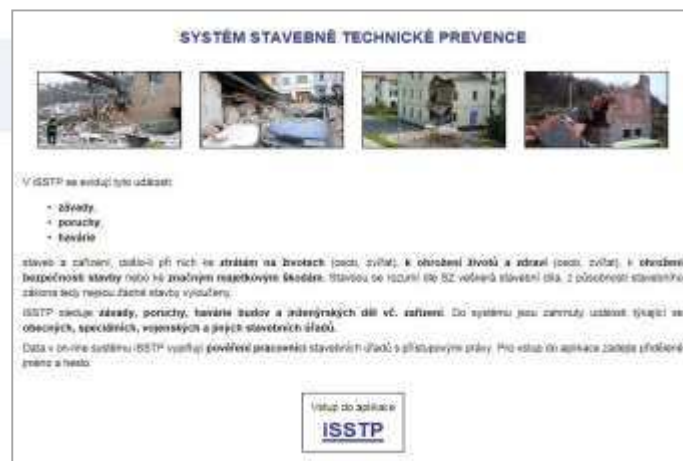 SYSTÉM STAVEBNĚ TECHNICKÉ PREVENCE
V iSSTP se evidují tyto události:
• závady,
• poruchy,
• havárie
staveb a zařízení, došlo-li při nich ke ztrátám na životech (osob, zvířat), k ohrožení životů a zdraví (osob, zvířat), k ohrožení
bezpečnosti stavby nebo ke značným majetkovým škodám. Stavbou se rozumí dle SZ veškerá stavební díla, z působnosti stavebního
zákona tedy nejsou žádné stavby vyloučeny.
iSSTP sleduje závady, poruchy, havárie budov a inženýrských děl vč. zařízení. Do systému jsou zahrnuty události týkající se
obecných, speciálních, vojenských a jiných stavebních úřadů.
Data v on-line systému iSSTP vyplňují pověření pracovníci stavebních úřadů s přístupovými právy. Pro vstup do aplikace zadejte přidělené
jméno a heslo.
Vstup do aplikace
iSSTP